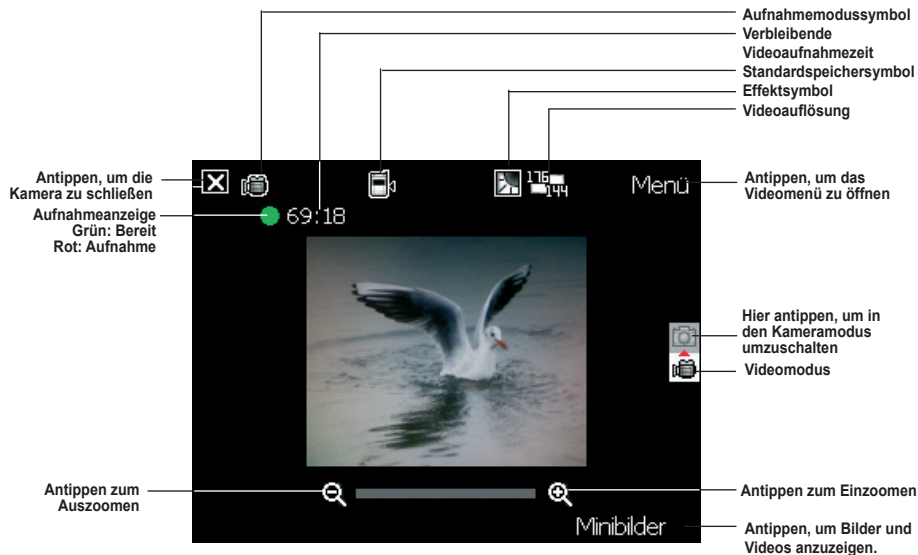 Aufnahmemodussymbol
Verbleibende
Videoaufnahmezeit
Standardspeichersymbol
Effektsymbol
Videoauflösung
Antippen, um die
Kamera zu schließen
Aufnahmeanzeige
Grün: Bereit
Rot: Aufnahme
176
144
Menü
69:18
Antippen, um das
Videomenü zu öffnen
Hier antippen, um in
den Kameramodus
umzuschalten
Videomodus
Antippen zum
Auszoomen
Antippen zum Einzoomen
Minibilder
Antippen, um Bilder und
Videos anzuzeigen.